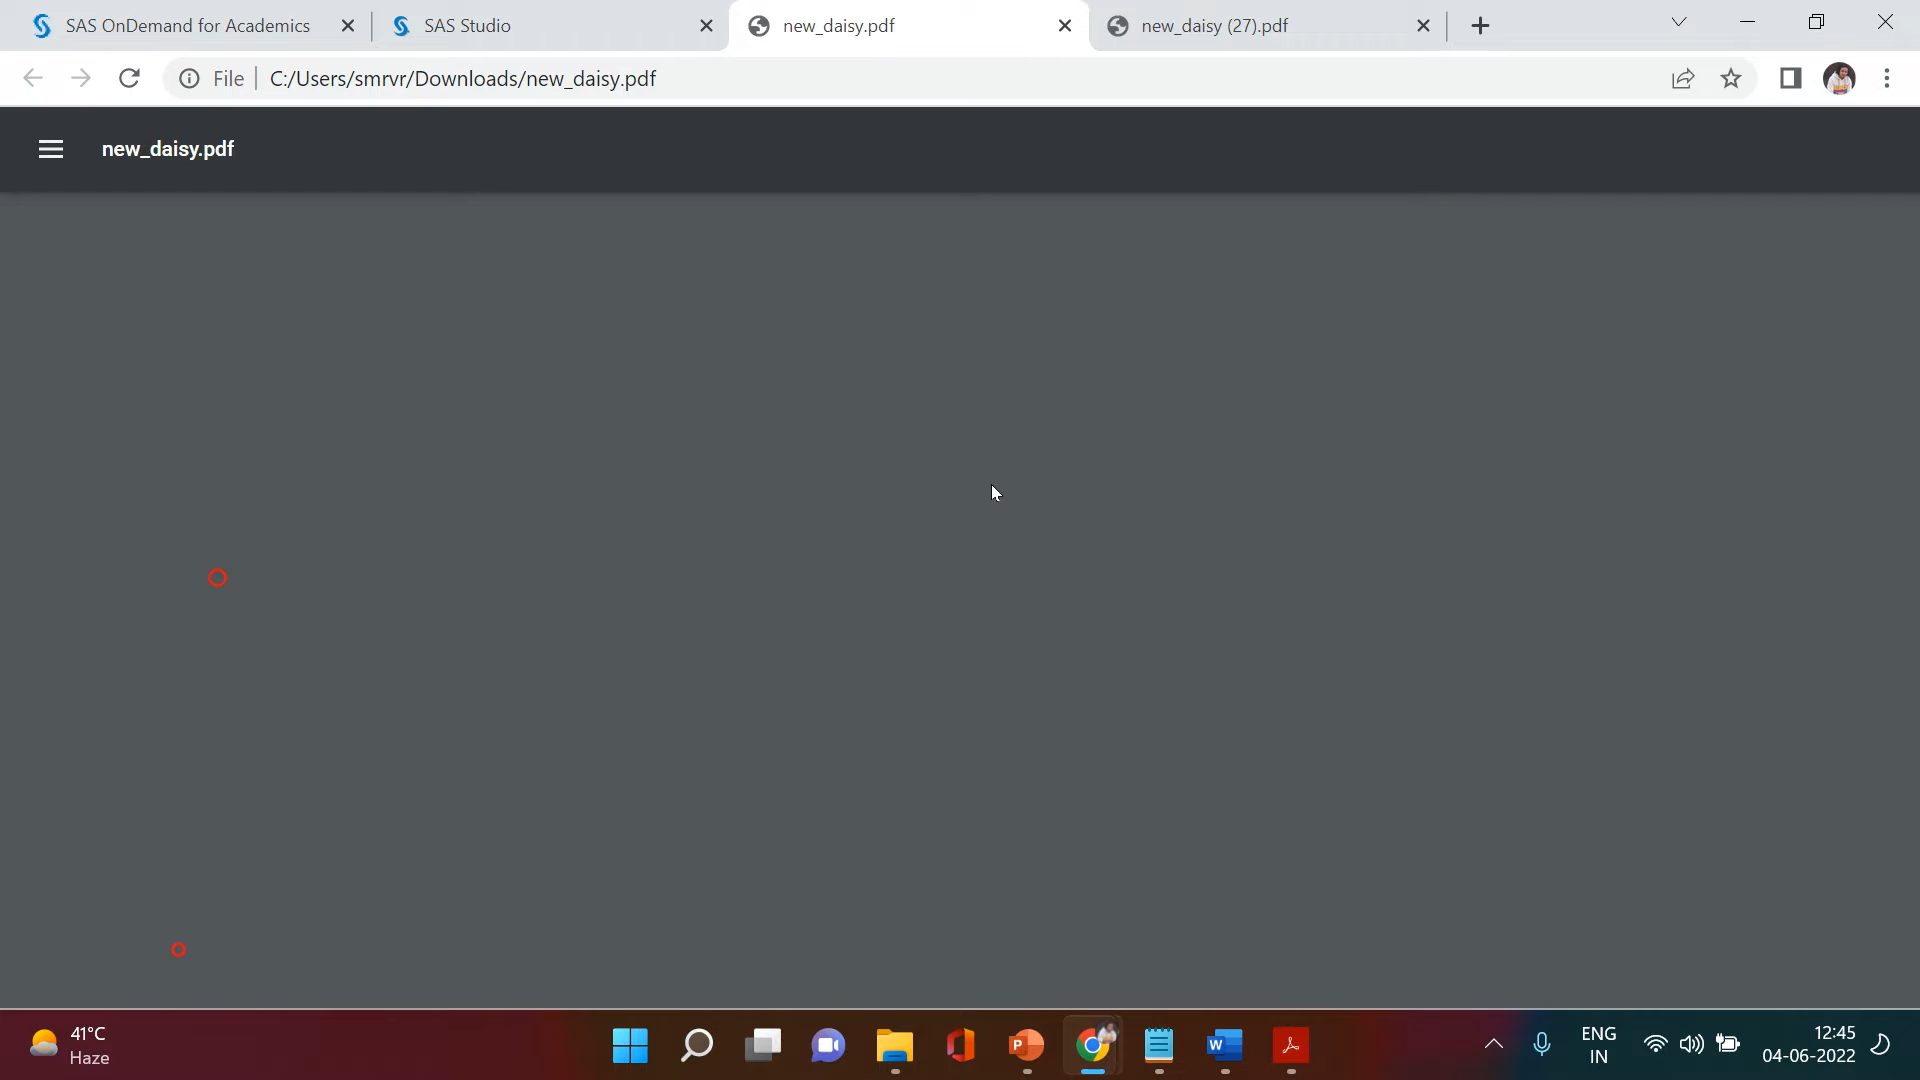 SAS OnDemand for Academics
SAS Studio
new_daisy.pdf
new_daisy (27).pdf
File
C:/Users/smrvr/Downloads/new_daisy.pdf
new_daisy.pdf
41°C
Haze
P
W
ENG
IN
12:45
04-06-2022